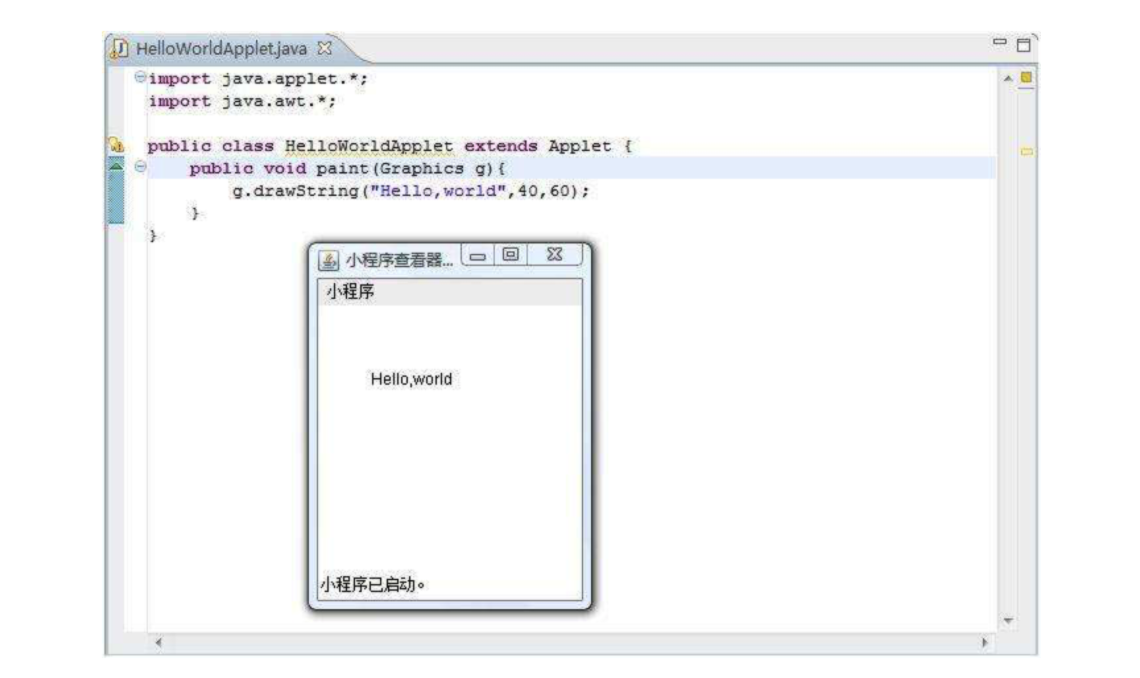 HelloWorldApplet.java
import java.applet.*;
import java.awt.*;
public class HelloWorldApplet extends Applet {
public void paint(Graphics g){
g.drawString("Hello,world",40,60);
}
}
小程序查看器...
小程序
Hello,world
小程序已启动。